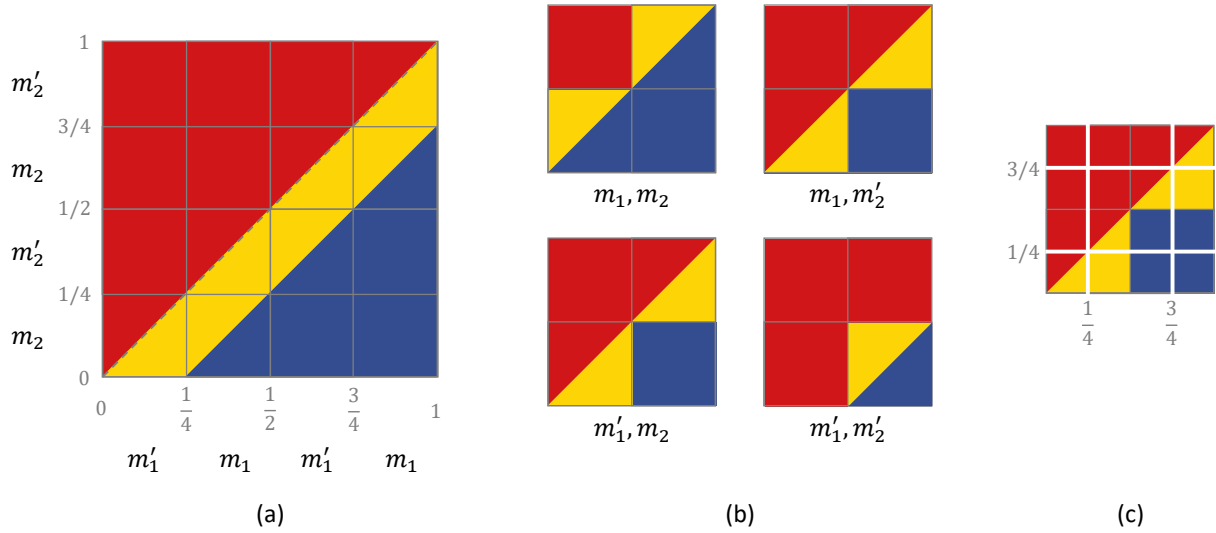 1
m′₂
3/4
m₂
1/2
m′₂
1/4
m₂
0
0 1/4 1/2 3/4 1
m′₁ m₁ m′₁ m₁
(a)
m₁, m₂ m₁, m′₂
m′₁, m₂ m′₁, m′₂
(b)
3/4
1/4
1/4 3/4
(c)